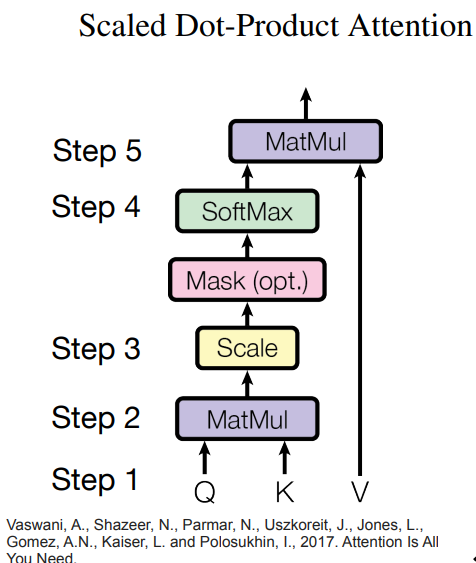 Scaled Dot-Product Attention
Step 5 MatMul
Step 4 SoftMax
Mask (opt.)
Step 3 Scale
Step 2 MatMul
Step 1 Q K V
Vaswani, A., Shazeer, N., Parmar, N., Uszkoreit, J., Jones, L.,
Gomez, A.N., Kaiser, L. and Polosukhin, I., 2017. Attention Is All
You Need.